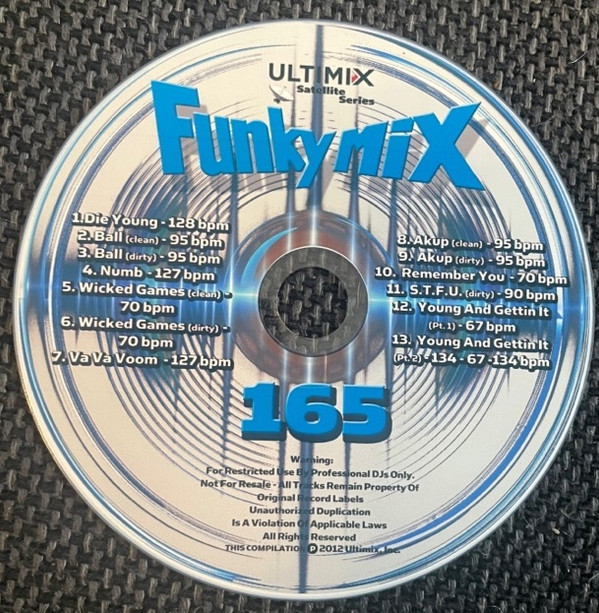 ULTIMIX
Satellite
Series
Funkymix
1. Die Young - 128 bpm
2. Ball (clean) - 95 bpm
3. Ball (dirty) - 95 bpm
4. Numb - 127 bpm
5. Wicked Games (clean) -
70 bpm
6. Wicked Games (dirty) -
70 bpm
7. Va Va Voom - 127 bpm
8. Akup (clean) - 95 bpm
9. Akup (dirty) - 95 bpm
10. Remember You - 70 bpm
11. S.T.F.U. (dirty) - 90 bpm
12. Young And Gettin It
(Pt. 1) - 67 bpm
13. Young And Gettin It
(Pt. 2) - 134 - 67 - 134 bpm
165
Warning:
For Restricted Use By Professional DJs Only.
Not For Resale - All Tracks Remain Property Of
Original Record Labels
Unauthorized Duplication
Is A Violation Of Applicable Laws
All Rights Reserved
THIS COMPILATION ℗ 2012 Ultimix, Inc.